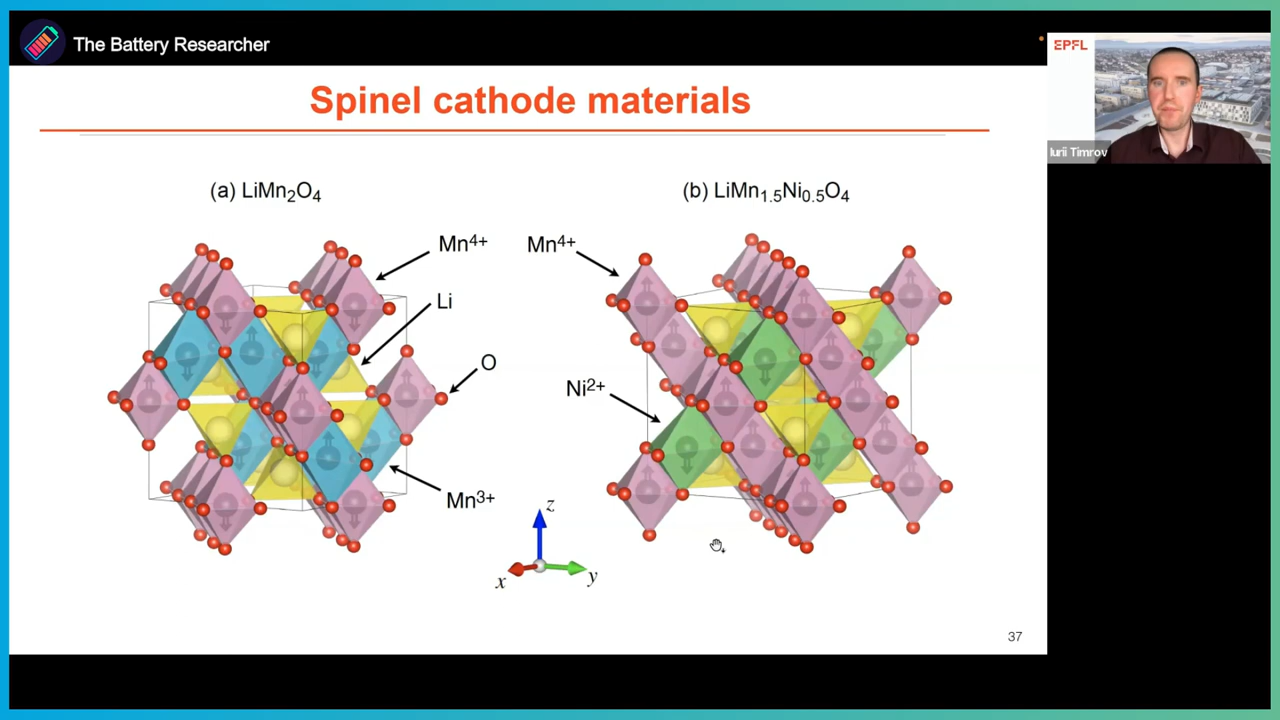 The Battery Researcher
EPFL
Iurii Timrov
Spinel cathode materials
(a) LiMn₂O₄
(b) LiMn₁.₅Ni₀.₅O₄
Mn⁴⁺
Mn⁴⁺
Li
O
Ni²⁺
Mn³⁺
z
x
y
37